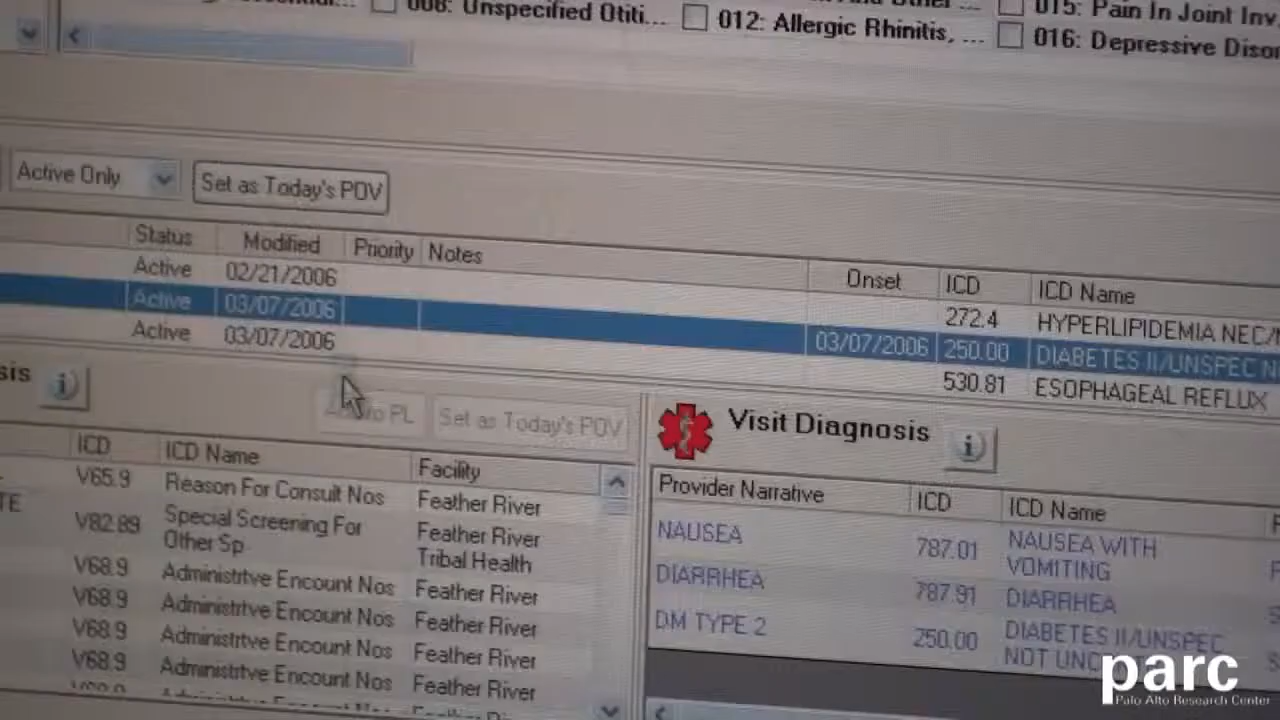 008: Unspecified Otiti...
012: Allergic Rhinitis, ...
015: Pain In Joint Inv
016: Depressive Disor
Active Only
Set as Today's POV
Status Modified Priority Notes Onset ICD ICD Name
Active 02/21/2006 272.4 HYPERLIPIDEMIA NEC/
Active 03/07/2006 03/07/2006 250.00 DIABETES II/UNSPEC N
Active 03/07/2006 530.81 ESOPHAGEAL REFLUX
sis
to PL
Set as Today's POV
ICD ICD Name Facility
V65.9 Reason For Consult Nos Feather River
TE
V82.89 Special Screening For
Other Sp
Feather River
Tribal Health
V68.9 Administrtve Encount Nos Feather River
V68.9 Administrtve Encount Nos Feather River
V68.9 Administrtve Encount Nos Feather River
V68.9 Administrtve Encount Nos Feather River
Visit Diagnosis
Provider Narrative ICD ICD Name
NAUSEA 787.01 NAUSEA WITH
VOMITING
DIARRHEA 787.91 DIARRHEA
DM TYPE 2 250.00 DIABETES II/UNSPEC
NOT UNC
parc
Palo Alto Research Center